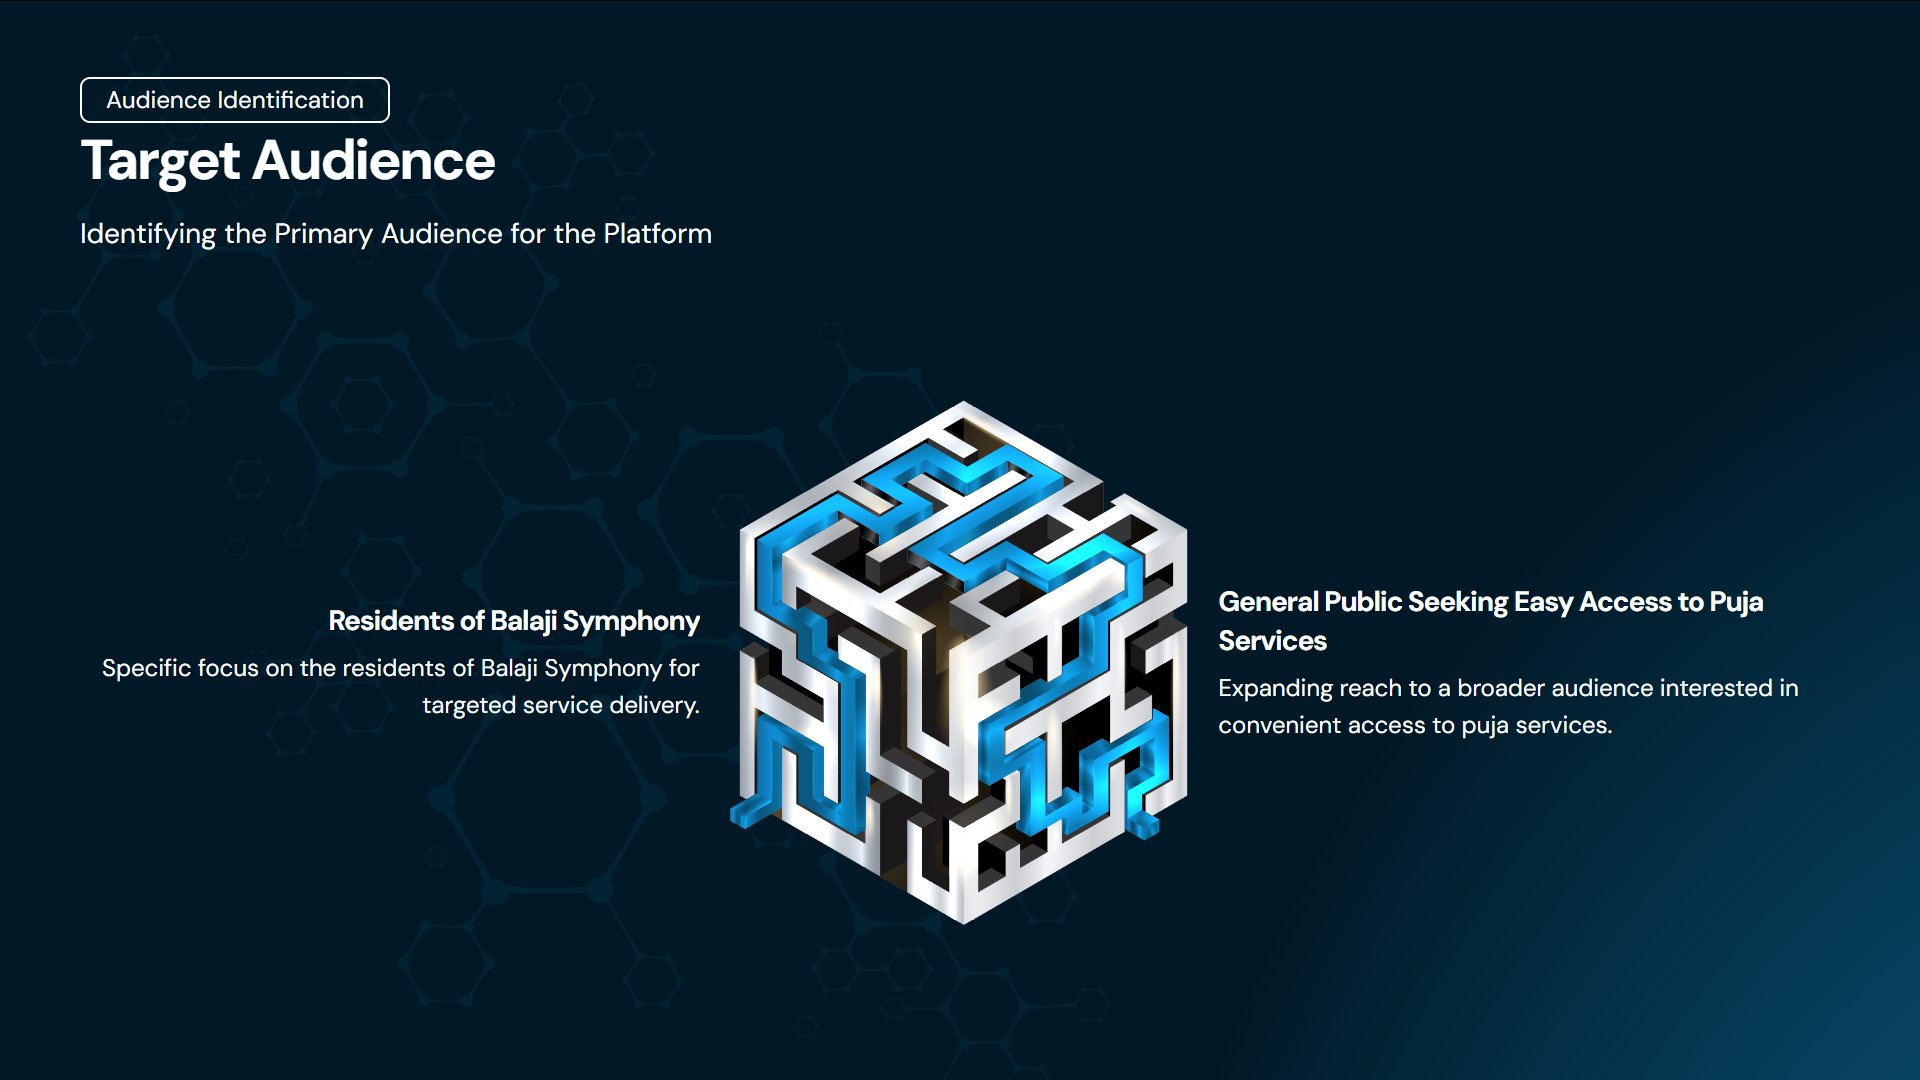 Audience Identification
Target Audience
Identifying the Primary Audience for the Platform
Residents of Balaji Symphony
Specific focus on the residents of Balaji Symphony for
targeted service delivery.
General Public Seeking Easy Access to Puja
Services
Expanding reach to a broader audience interested in
convenient access to puja services.